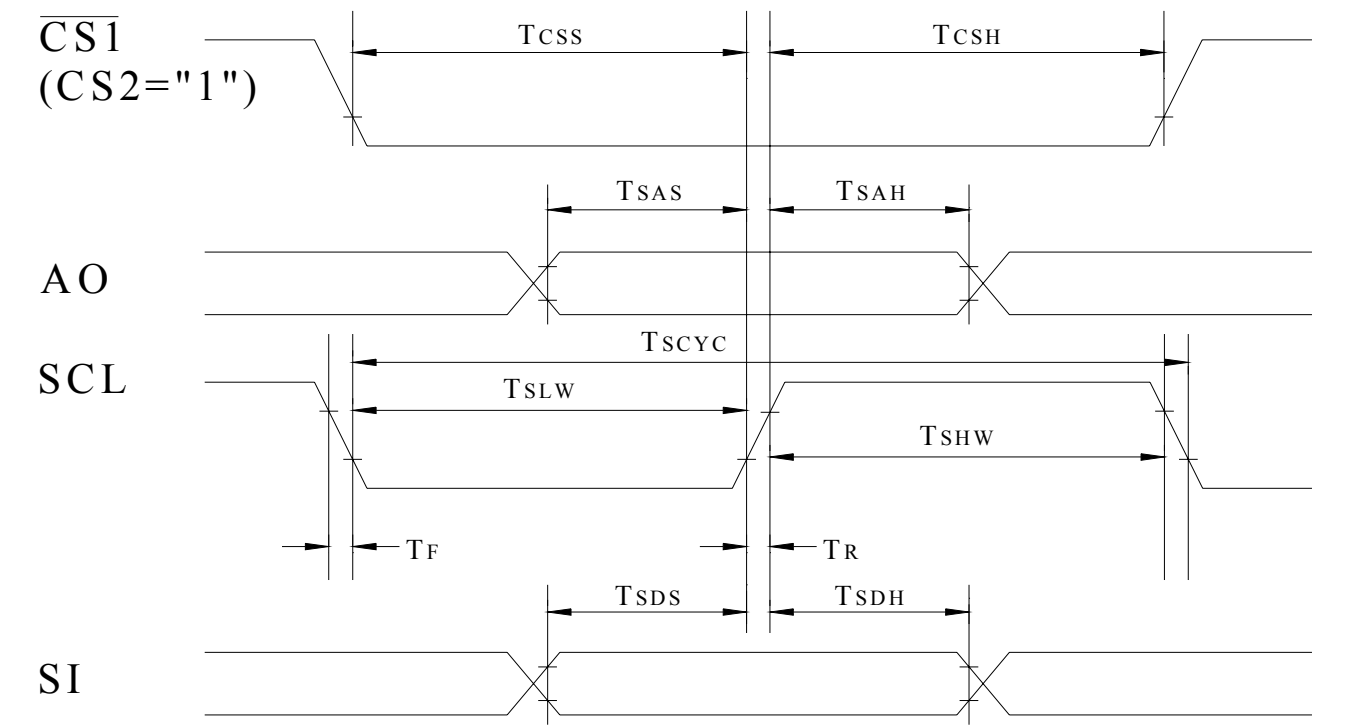 CS1
(CS2="1")
TCSS
TCSH
TSAS
TSAH
AO
TSCYC
SCL
TSLW
TSHW
TF
TR
TSDS
TSDH
SI